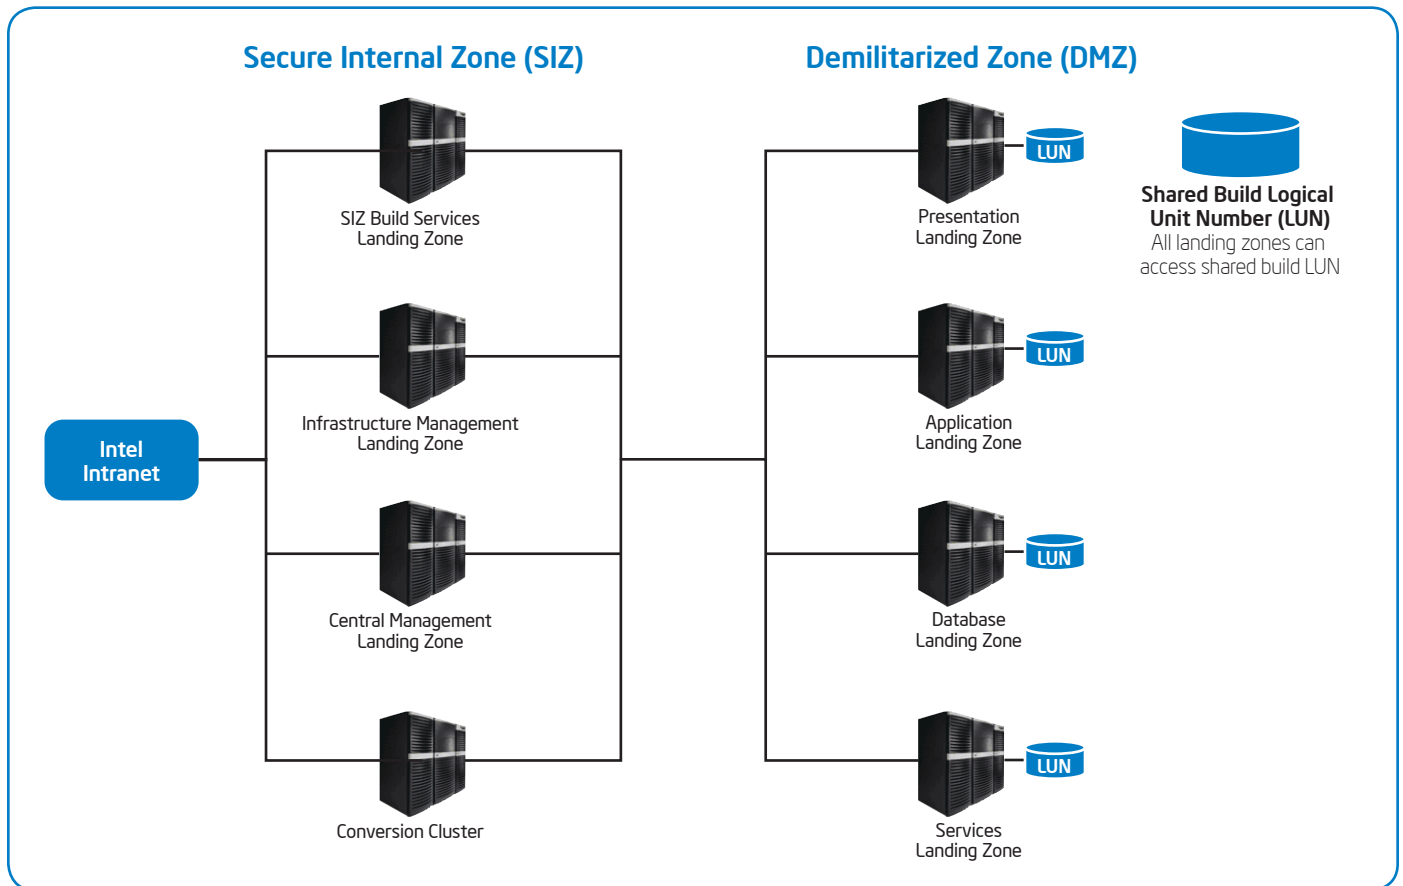 Secure Internal Zone (SIZ)
Demilitarized Zone (DMZ)
SIZ Build Services
Landing Zone
Infrastructure Management
Landing Zone
Intel
Intranet
Central Management
Landing Zone
Conversion Cluster
LUN
Presentation
Landing Zone
LUN
Application
Landing Zone
LUN
Database
Landing Zone
LUN
Services
Landing Zone
Shared Build Logical
Unit Number (LUN)
All landing zones can
access shared build LUN